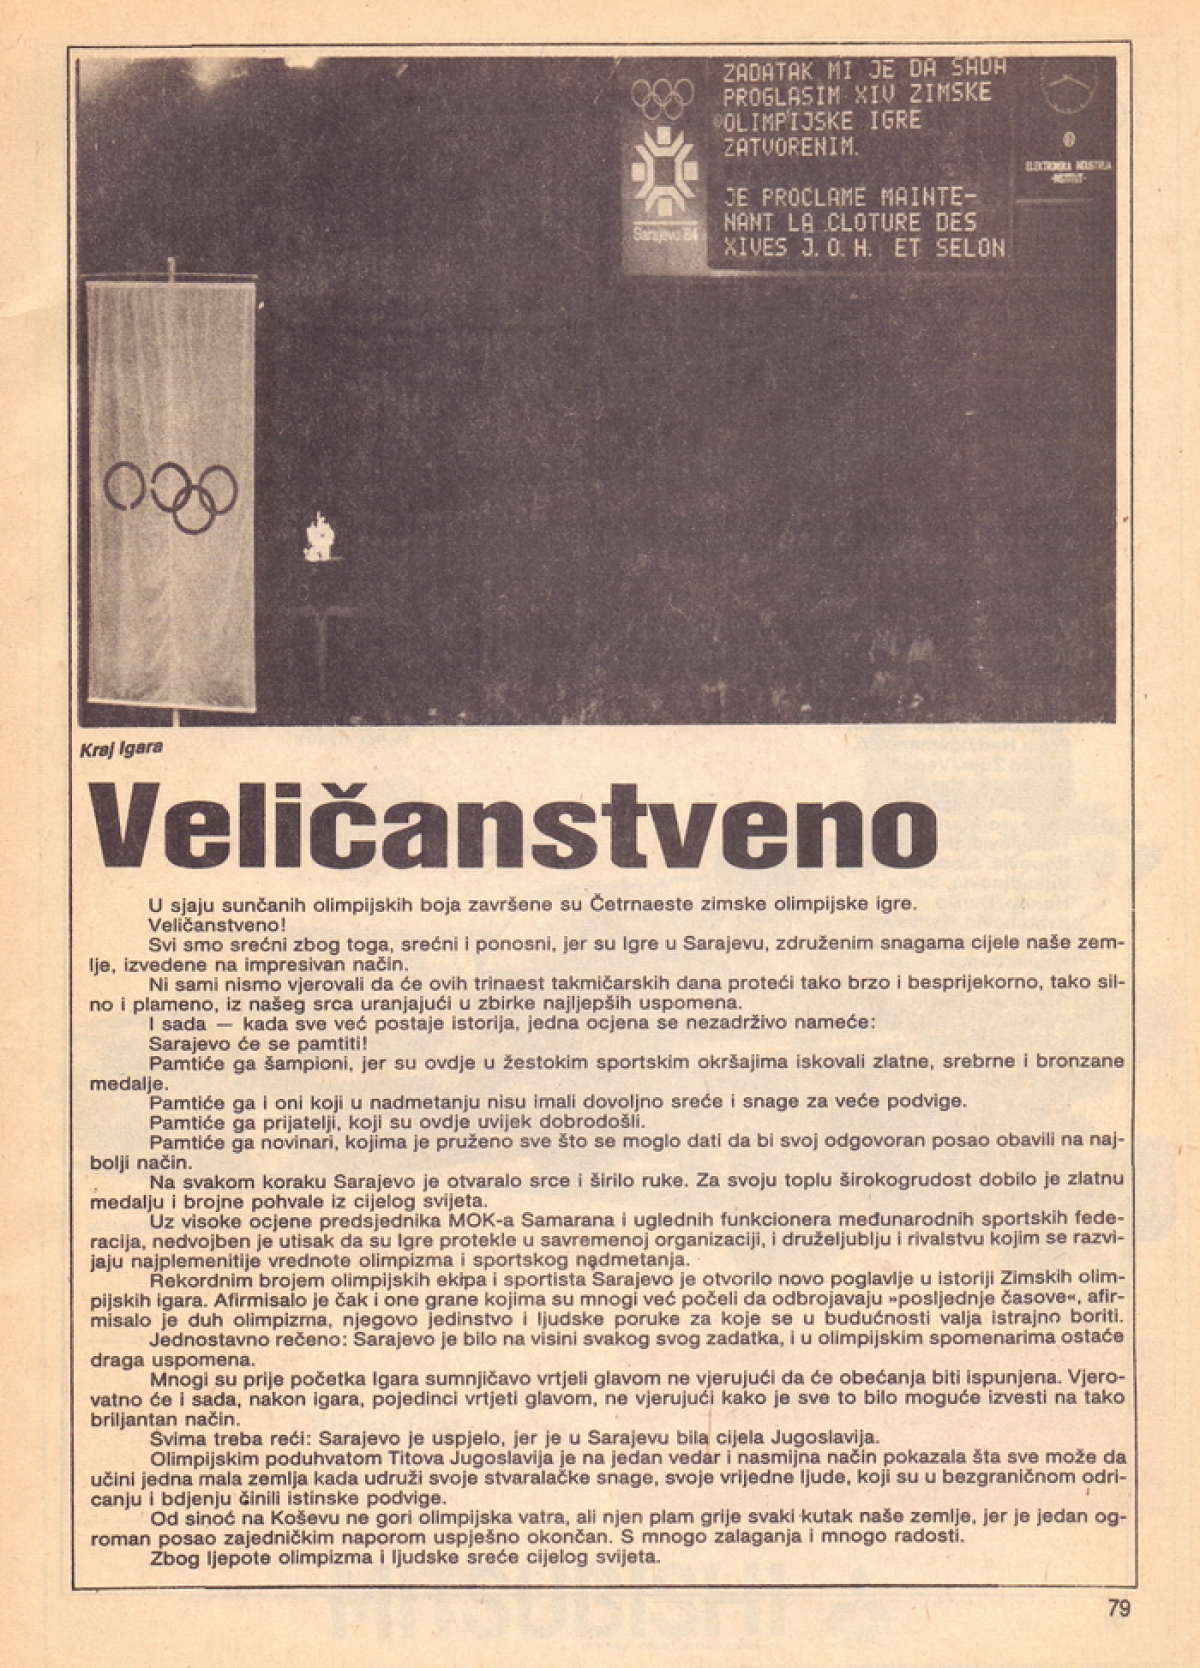 ZADATAK MI JE DA SADA
PROGLASIM XIV ZIMSKE
OLIMPIJSKE IGRE
ZATVORENIM.
JE PROCLAME MAINTE-
NANT LA CLOTURE DES
XIVES J.O.H. ET SELON
Sarajevo 84
ELEKTRONSKA INDUSTRIJA
-INSTITUT-
Kraj Igara
Veličanstveno
U sjaju sunčanih olimpijskih boja završene su Četrnaeste zimske olimpijske igre.
Veličanstveno!
Svi smo srećni zbog toga, srećni i ponosni, jer su Igre u Sarajevu, združenim snagama cijele naše zem-
lje, izvedene na impresivan način.
Ni sami nismo vjerovali da će ovih trinaest takmičarskih dana proteći tako brzo i besprijekorno, tako sil-
no i plameno, iz našeg srca uranjajući u zbirke najljepših uspomena.
I sada — kada sve već postaje istorija, jedna ocjena se nezadrživo nameće:
Sarajevo će se pamtiti!
Pamtiće ga šampioni, jer su ovdje u žestokim sportskim okršajima iskovali zlatne, srebrne i bronzane
medalje.
Pamtiće ga i oni koji u nadmetanju nisu imali dovoljno sreće i snage za veće podvige.
Pamtiće ga prijatelji, koji su ovdje uvijek dobrodošli.
Pamtiće ga novinari, kojima je pruženo sve što se moglo dati da bi svoj odgovoran posao obavili na naj-
bolji način.
Na svakom koraku Sarajevo je otvaralo srce i širilo ruke. Za svoju toplu širokogrudost dobilo je zlatnu
medalju i brojne pohvale iz cijelog svijeta.
Uz visoke ocjene predsjednika MOK-a Samarana i uglednih funkcionera međunarodnih sportskih fede-
racija, nedvojben je utisak da su Igre protekle u savremenoj organizaciji, i druželjublju i rivalstvu kojim se razvi-
jaju najplemenitije vrednote olimpizma i sportskog nadmetanja.
Rekordnim brojem olimpijskih ekipa i sportista Sarajevo je otvorilo novo poglavlje u istoriji Zimskih olim-
pijskih igara. Afirmisalo je čak i one grane kojima su mnogi već počeli da odbrojavaju »posljednje časove«, afir-
misalo je duh olimpizma, njegovo jedinstvo i ljudske poruke za koje se u budućnosti valja istrajno boriti.
Jednostavno rečeno: Sarajevo je bilo na visini svakog svog zadatka, i u olimpijskim spomenarima ostaće
draga uspomena.
Mnogi su prije početka Igara sumnjičavo vrtjeli glavom ne vjerujući da će obećanja biti ispunjena. Vjero-
vatno će i sada, nakon igara, pojedinci vrtjeti glavom, ne vjerujući kako je sve to bilo moguće izvesti na tako
briljantan način.
Svima treba reći: Sarajevo je uspjelo, jer je u Sarajevu bila cijela Jugoslavija.
Olimpijskim poduhvatom Titova Jugoslavija je na jedan vedar i nasmijna način pokazala šta sve može da
učini jedna mala zemlja kada udruži svoje stvaralačke snage, svoje vrijedne ljude, koji su u bezgraničnom odri-
canju i bdjenju činili istinske podvige.
Od sinoć na Koševu ne gori olimpijska vatra, ali njen plam grije svaki kutak naše zemlje, jer je jedan og-
roman posao zajedničkim naporom uspješno okončan. S mnogo zalaganja i mnogo radosti.
Zbog ljepote olimpizma i ljudske sreće cijelog svijeta.
79